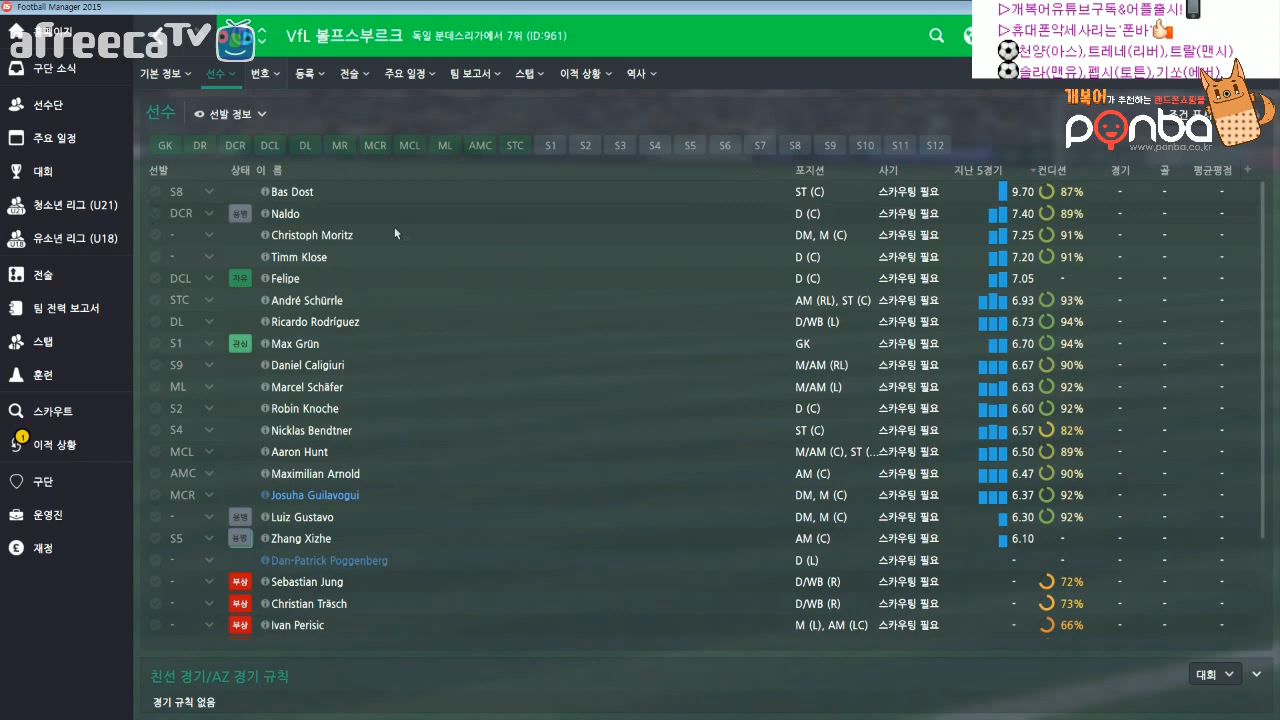 Football Manager 2015
afreecaTV
VfL 볼프스부르크 독일 분데스리가에서 7위 (ID:961)
▷개복어유튜브구독&어플출시!
▷휴대폰약세사리는 '폰바'
천양(아스),트레네(리버),트랄(맨시)
솔라(맨유),펩시(토튼),기쏘(에버)
개복어가 추천하는 핸드폰쇼핑몰
PONBA
www.ponba.co.kr
구단 소식
선수단
주요 일정
대회
청소년 리그 (U21)
유소년 리그 (U18)
전술
팀 전력 보고서
스탭
훈련
스카우트
1
이적 상황
구단
운영진
재정
기본 정보 선수 번호 등록 전술 주요 일정 팀 보고서 스탭 이적 상황 역사
선수 선발 정보
GK DR DCR DCL DL MR MCR MCL ML AMC STC S1 S2 S3 S4 S5 S6 S7 S8 S9 S10 S11 S12
선발 상태 이 름 포지션 사기 지난 5경기 컨디션 경기 골 평균평점 +
S8 Bas Dost ST (C) 스카우팅 필요 9.70 87% - - -
DCR 용병 Naldo D (C) 스카우팅 필요 7.40 89% - - -
- Christoph Moritz DM, M (C) 스카우팅 필요 7.25 91% - - -
- Timm Klose D (C) 스카우팅 필요 7.20 91% - - -
DCL 자유 Felipe D (C) 스카우팅 필요 7.05 - - - -
STC André Schürrle AM (RL), ST (C) 스카우팅 필요 6.93 93% - - -
DL Ricardo Rodríguez D/WB (L) 스카우팅 필요 6.73 94% - - -
S1 관심 Max Grün GK 스카우팅 필요 6.70 94% - - -
S9 Daniel Caligiuri M/AM (RL) 스카우팅 필요 6.67 90% - - -
ML Marcel Schäfer M/AM (L) 스카우팅 필요 6.63 92% - - -
S2 Robin Knoche D (C) 스카우팅 필요 6.60 92% - - -
S4 Nicklas Bendtner ST (C) 스카우팅 필요 6.57 82% - - -
MCL Aaron Hunt M/AM (C), ST (... 스카우팅 필요 6.50 89% - - -
AMC Maximilian Arnold AM (C) 스카우팅 필요 6.47 90% - - -
MCR Josuha Guilavogui DM, M (C) 스카우팅 필요 6.37 92% - - -
- 용병 Luiz Gustavo DM, M (C) 스카우팅 필요 6.30 92% - - -
S5 용병 Zhang Xizhe AM (C) 스카우팅 필요 6.10 - - - -
- Dan-Patrick Poggenberg D (L) 스카우팅 필요 - - - - -
- 부상 Sebastian Jung D/WB (R) 스카우팅 필요 - 72% - - -
- 부상 Christian Träsch D/WB (R) 스카우팅 필요 - 73% - - -
- 부상 Ivan Perisic M (L), AM (LC) 스카우팅 필요 - 66% - - -
친선 경기/AZ 경기 규칙 대회
경기 규칙 없음